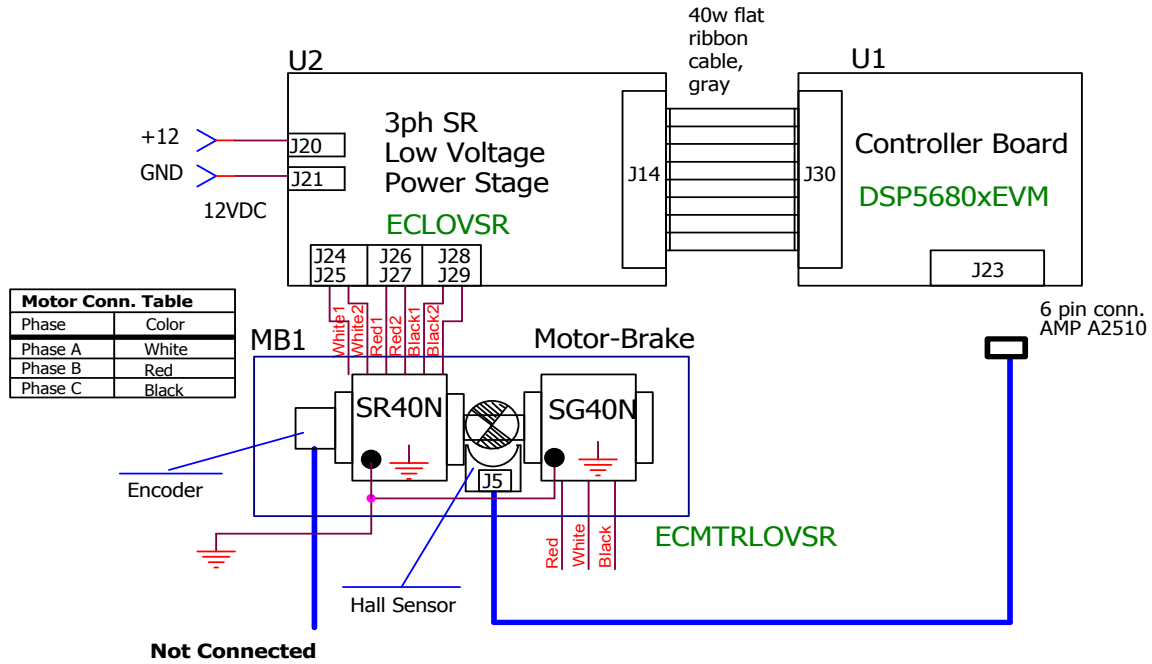 40w flat
ribbon
cable,
gray
U2
U1
+12
GND
12VDC
J20
J21
3ph SR
Low Voltage
Power Stage
ECLOVSR
J14
J30
Controller Board
DSP5680xEVM
J23
J24
J25
J26
J27
J28
J29
6 pin conn.
AMP A2510
Motor Conn. Table
Phase Color
Phase A White
Phase B Red
Phase C Black
White1
White2
Red1
Red2
Black1
Black2
MB1
Motor-Brake
SR40N
SG40N
J5
Encoder
Red
White
Black
ECMTRLOVSR
Hall Sensor
Not Connected